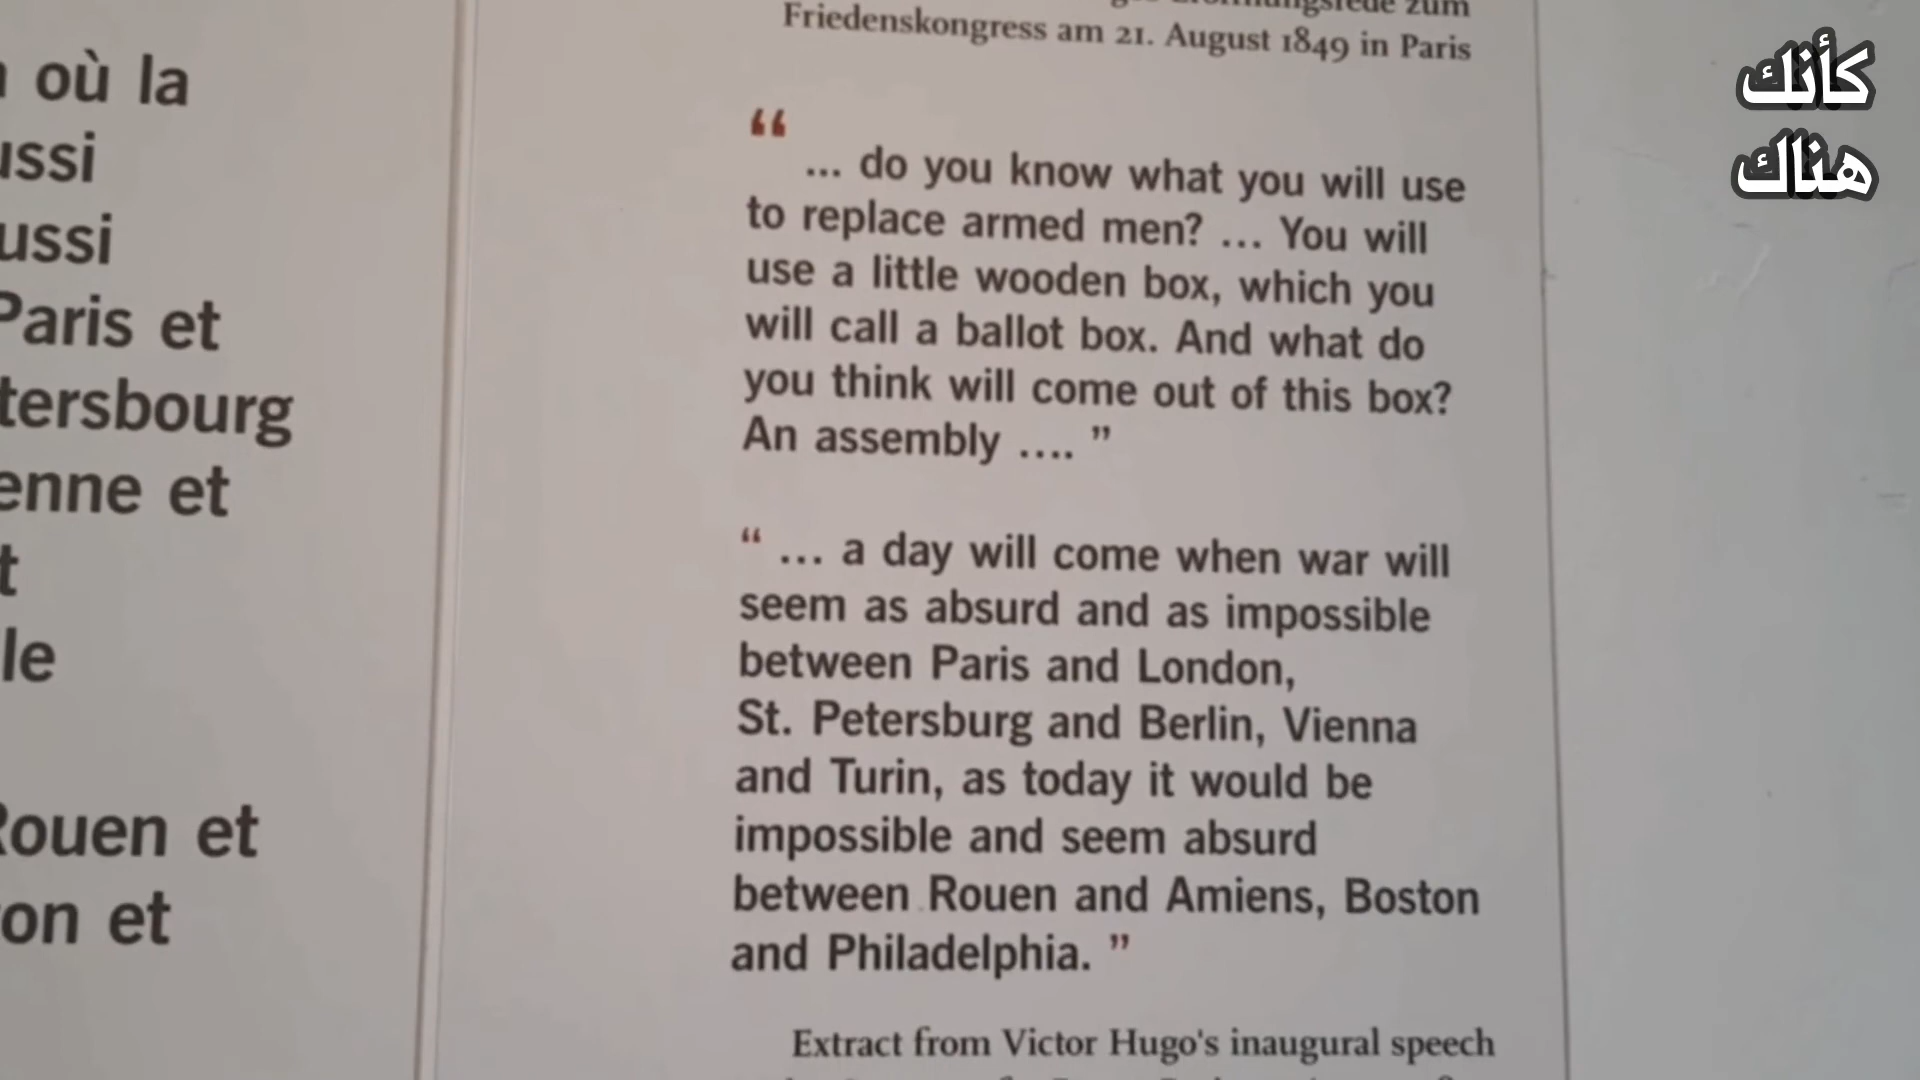 où la
Paris et
et
le
Rouen et
et
zum
Friedenskongress am 21. August 1849 in Paris
“
... do you know what you will use
to replace armed men? ... You will
use a little wooden box, which you
will call a ballot box. And what do
you think will come out of this box?
An assembly .... ”
“ ... a day will come when war will
seem as absurd and as impossible
between Paris and London,
St. Petersburg and Berlin, Vienna
and Turin, as today it would be
impossible and seem absurd
between Rouen and Amiens, Boston
and Philadelphia. ”
Extract from Victor Hugo's inaugural speech
كأنك
هناك